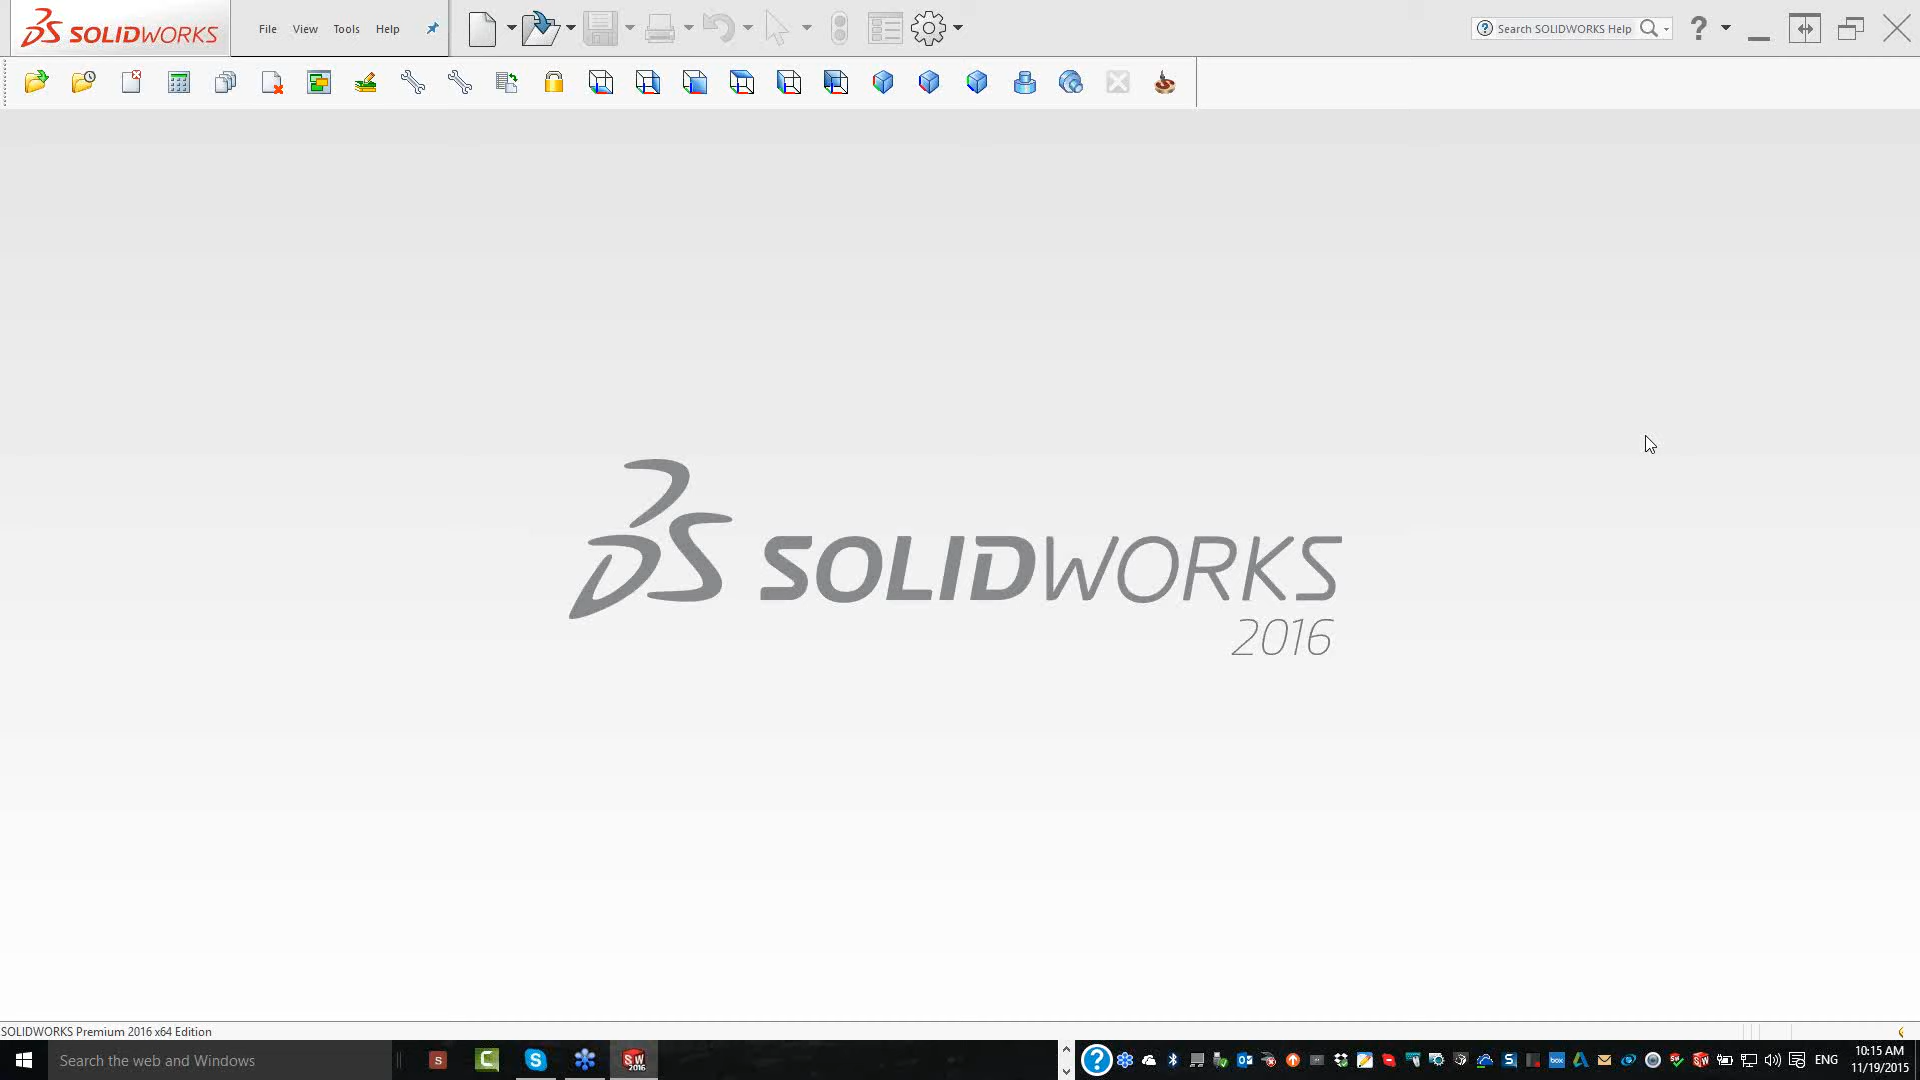 SOLIDWORKS File View Tools Help Search SOLIDWORKS Help ?
SOLIDWORKS
2016
SOLIDWORKS Premium 2016 x64 Edition
Search the web and Windows
ENG
10:15 AM
11/19/2015